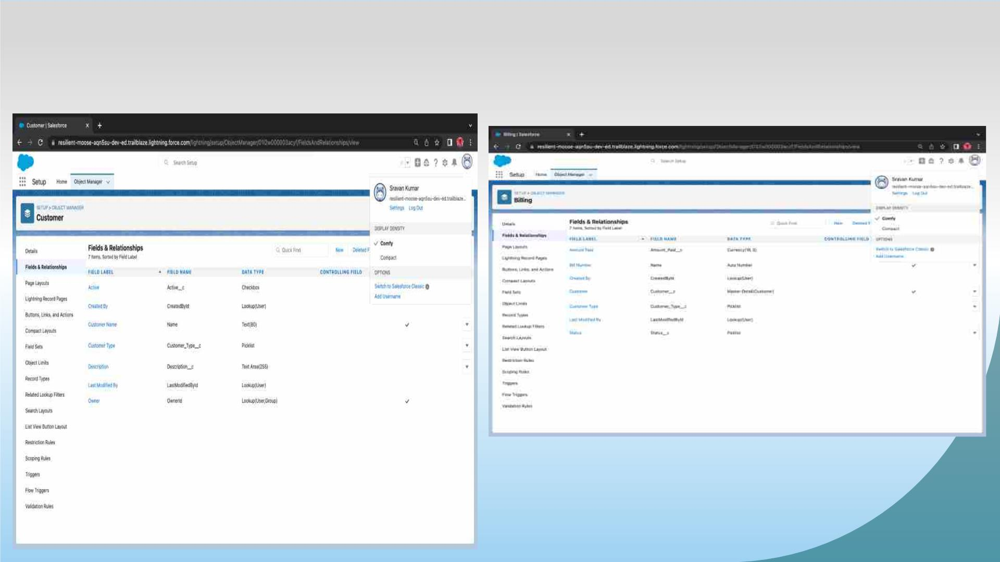 Customer | Salesforce
resilient-moose-aqn5su-dev-ed.trailblaze.lightning.force.com/lightning/setup/ObjectManager/01I2w000003acyf/FieldsAndRelationships/view
Search Setup
Setup Home Object Manager
Sravan Kumar
resilient-moose-aqn5su-dev-ed.trailblaze...
Settings Log Out
SETUP > OBJECT MANAGER
Customer
DISPLAY DENSITY
Comfy
Compact
OPTIONS
Switch to Salesforce Classic
Add Username
Details
Fields & Relationships
Page Layouts
Lightning Record Pages
Buttons, Links, and Actions
Compact Layouts
Field Sets
Object Limits
Record Types
Related Lookup Filters
Search Layouts
List View Button Layout
Restriction Rules
Scoping Rules
Triggers
Flow Triggers
Validation Rules
Fields & Relationships
7 Items, Sorted by Field Label
Quick Find New Deleted F
FIELD LABEL FIELD NAME DATA TYPE CONTROLLING FIELD
Active Active__c Checkbox
Created By CreatedById Lookup(User)
Customer Name Name Text(80)
Customer Type Customer_Type__c Picklist
Description Description__c Text Area(255)
Last Modified By LastModifiedById Lookup(User)
Owner OwnerId Lookup(User,Group)
Billing | Salesforce
resilient-moose-aqn5su-dev-ed.trailblaze.lightning.force.com
Search Setup
Setup Home Object Manager
Sravan Kumar
resilient-moose-aqn5su-dev-ed.trailblaze...
Settings Log Out
SETUP > OBJECT MANAGER
Billing
DISPLAY DENSITY
Comfy
Compact
OPTIONS
Switch to Salesforce Classic
Add Username
Details
Fields & Relationships
Page Layouts
Lightning Record Pages
Buttons, Links, and Actions
Compact Layouts
Field Sets
Object Limits
Record Types
Related Lookup Filters
Search Layouts
List View Button Layout
Restriction Rules
Scoping Rules
Triggers
Flow Triggers
Validation Rules
Fields & Relationships
7 Items, Sorted by Field Label
Quick Find New Deleted F
FIELD LABEL FIELD NAME DATA TYPE CONTROLLING FIELD
Amount Paid Amount_Paid__c Currency(18, 0)
Bill Number Name Auto Number
Created By CreatedById Lookup(User)
Customer Customer__c Master-Detail(Customer)
Customer Type Customer_Type__c Picklist
Last Modified By LastModifiedById Lookup(User)
Status Status__c Picklist